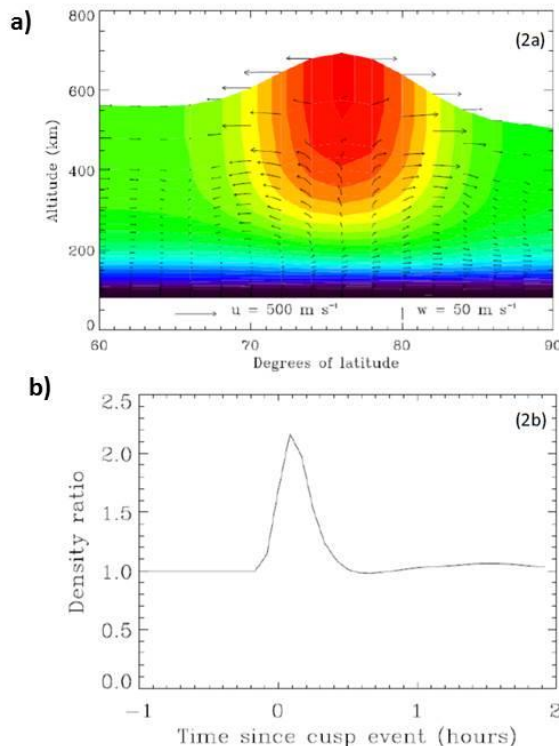 a)
(2a)
800
600
400
200
0
Altitude (km)
u = 500 m s⁻¹
w = 50 m s⁻¹
60
70
80
90
Degrees of latitude
b)
(2b)
2.5
2.0
1.5
1.0
0.5
0.0
Density ratio
−1
0
1
2
Time since cusp event (hours)